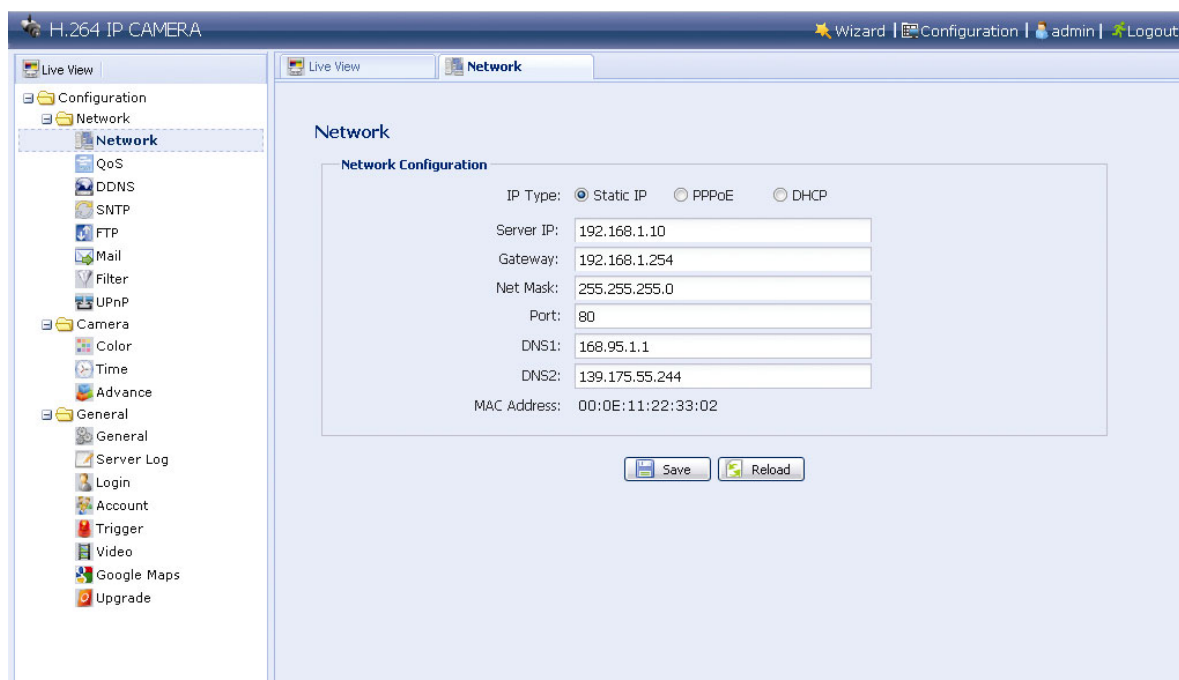 H.264 IP CAMERA
Wizard | Configuration | admin | Logout
Live View
Configuration
Network
Network
QoS
DDNS
SNTP
FTP
Mail
Filter
UPnP
Camera
Color
Time
Advance
General
General
Server Log
Login
Account
Trigger
Video
Google Maps
Upgrade
Live View
Network
Network
Network Configuration
IP Type: Static IP PPPoE DHCP
Server IP: 192.168.1.10
Gateway: 192.168.1.254
Net Mask: 255.255.255.0
Port: 80
DNS1: 168.95.1.1
DNS2: 139.175.55.244
MAC Address: 00:0E:11:22:33:02
Save Reload